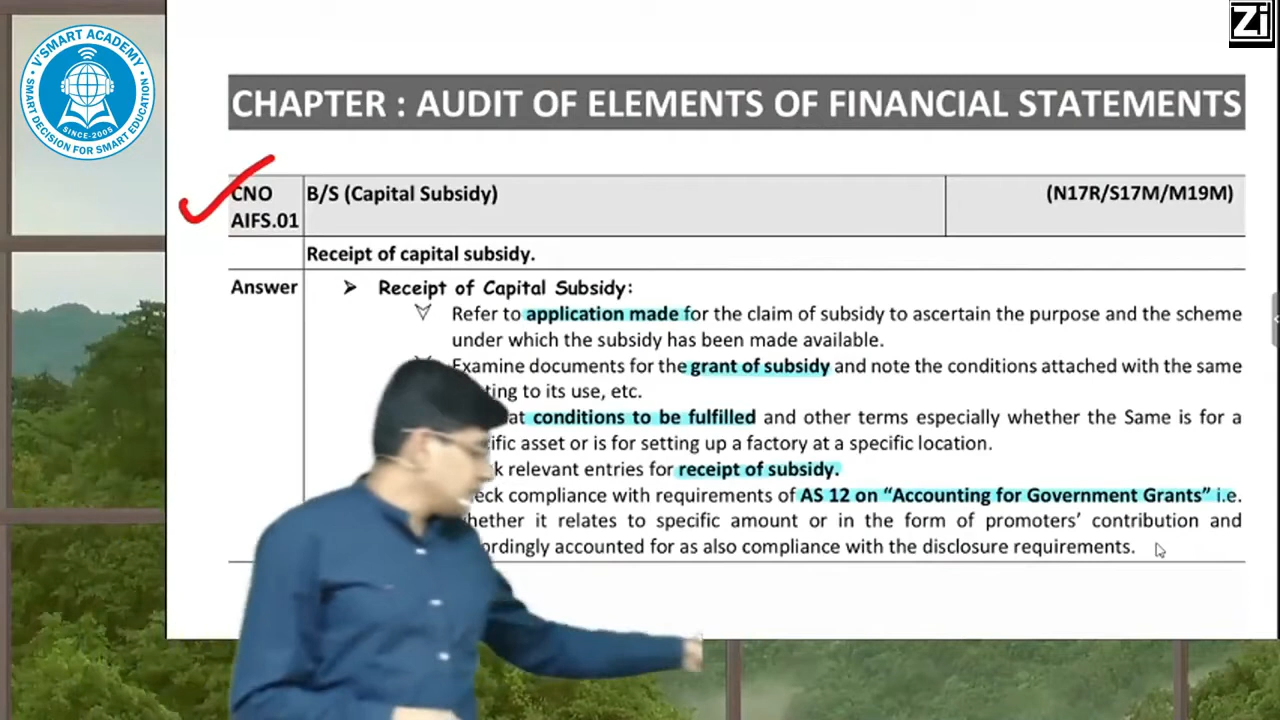 V'SMART ACADEMY
SMART DECISION FOR SMART EDUCATION
SINCE-2005
Zi
CHAPTER : AUDIT OF ELEMENTS OF FINANCIAL STATEMENTS
CNO AIFS.01
B/S (Capital Subsidy)
(N17R/S17M/M19M)
Receipt of capital subsidy.
Answer
➤ Receipt of Capital Subsidy:
Refer to application made for the claim of subsidy to ascertain the purpose and the scheme
under which the subsidy has been made available.
Examine documents for the grant of subsidy and note the conditions attached with the same
to its use, etc.
conditions to be fulfilled and other terms especially whether the Same is for a
asset or is for setting up a factory at a specific location.
relevant entries for receipt of subsidy.
compliance with requirements of AS 12 on “Accounting for Government Grants” i.e.
whether it relates to specific amount or in the form of promoters’ contribution and
accounted for as also compliance with the disclosure requirements.